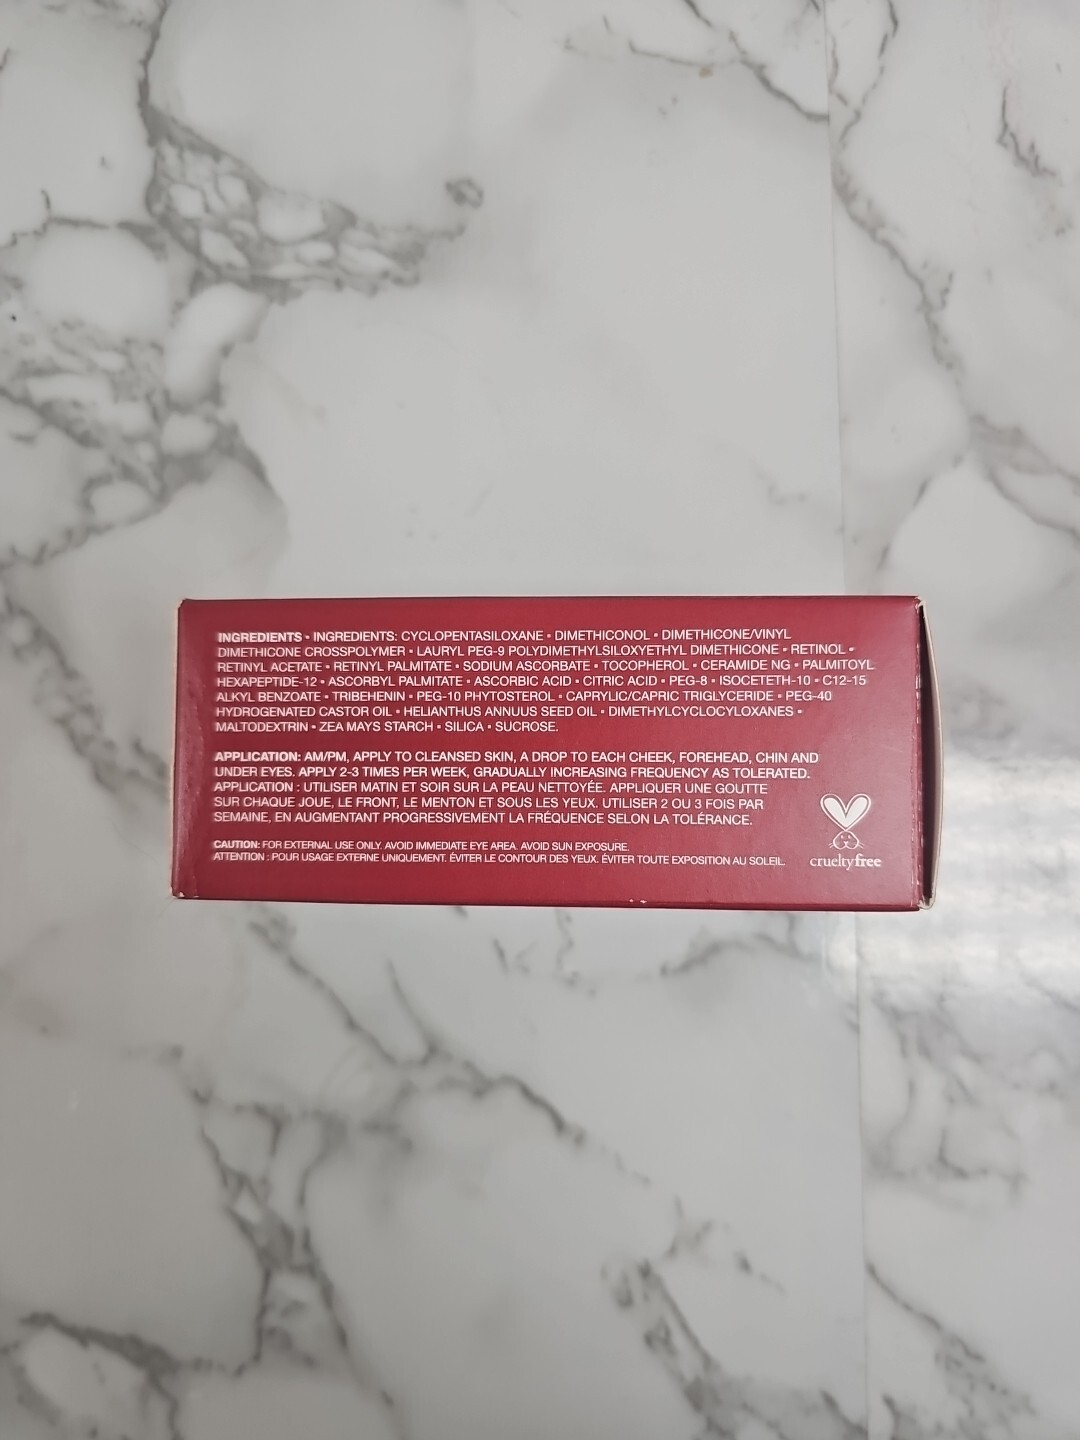 INGREDIENTS • INGREDIENTS: CYCLOPENTASILOXANE • DIMETHICONOL • DIMETHICONE/VINYL
DIMETHICONE CROSSPOLYMER • LAURYL PEG-9 POLYDIMETHYLSILOXYETHYL DIMETHICONE • RETINOL •
RETINYL ACETATE • RETINYL PALMITATE • SODIUM ASCORBATE • TOCOPHEROL • CERAMIDE NG • PALMITOYL
HEXAPEPTIDE-12 • ASCORBYL PALMITATE • ASCORBIC ACID • CITRIC ACID • PEG-8 • ISOCETETH-10 • C12-15
ALKYL BENZOATE • TRIBEHENIN • PEG-10 PHYTOSTEROL • CAPRYLIC/CAPRIC TRIGLYCERIDE • PEG-40
HYDROGENATED CASTOR OIL • HELIANTHUS ANNUUS SEED OIL • DIMETHYLCYCLOCYLOXANES •
MALTODEXTRIN • ZEA MAYS STARCH • SILICA • SUCROSE.
APPLICATION: AM/PM, APPLY TO CLEANSED SKIN, A DROP TO EACH CHEEK, FOREHEAD, CHIN AND
UNDER EYES. APPLY 2-3 TIMES PER WEEK, GRADUALLY INCREASING FREQUENCY AS TOLERATED.
APPLICATION : UTILISER MATIN ET SOIR SUR LA PEAU NETTOYÉE. APPLIQUER UNE GOUTTE
SUR CHAQUE JOUE, LE FRONT, LE MENTON ET SOUS LES YEUX. UTILISER 2 OU 3 FOIS PAR
SEMAINE, EN AUGMENTANT PROGRESSIVEMENT LA FRÉQUENCE SELON LA TOLÉRANCE.
CAUTION: FOR EXTERNAL USE ONLY. AVOID IMMEDIATE EYE AREA. AVOID SUN EXPOSURE.
ATTENTION : POUR USAGE EXTERNE UNIQUEMENT. ÉVITER LE CONTOUR DES YEUX. ÉVITER TOUTE EXPOSITION AU SOLEIL.
crueltyfree